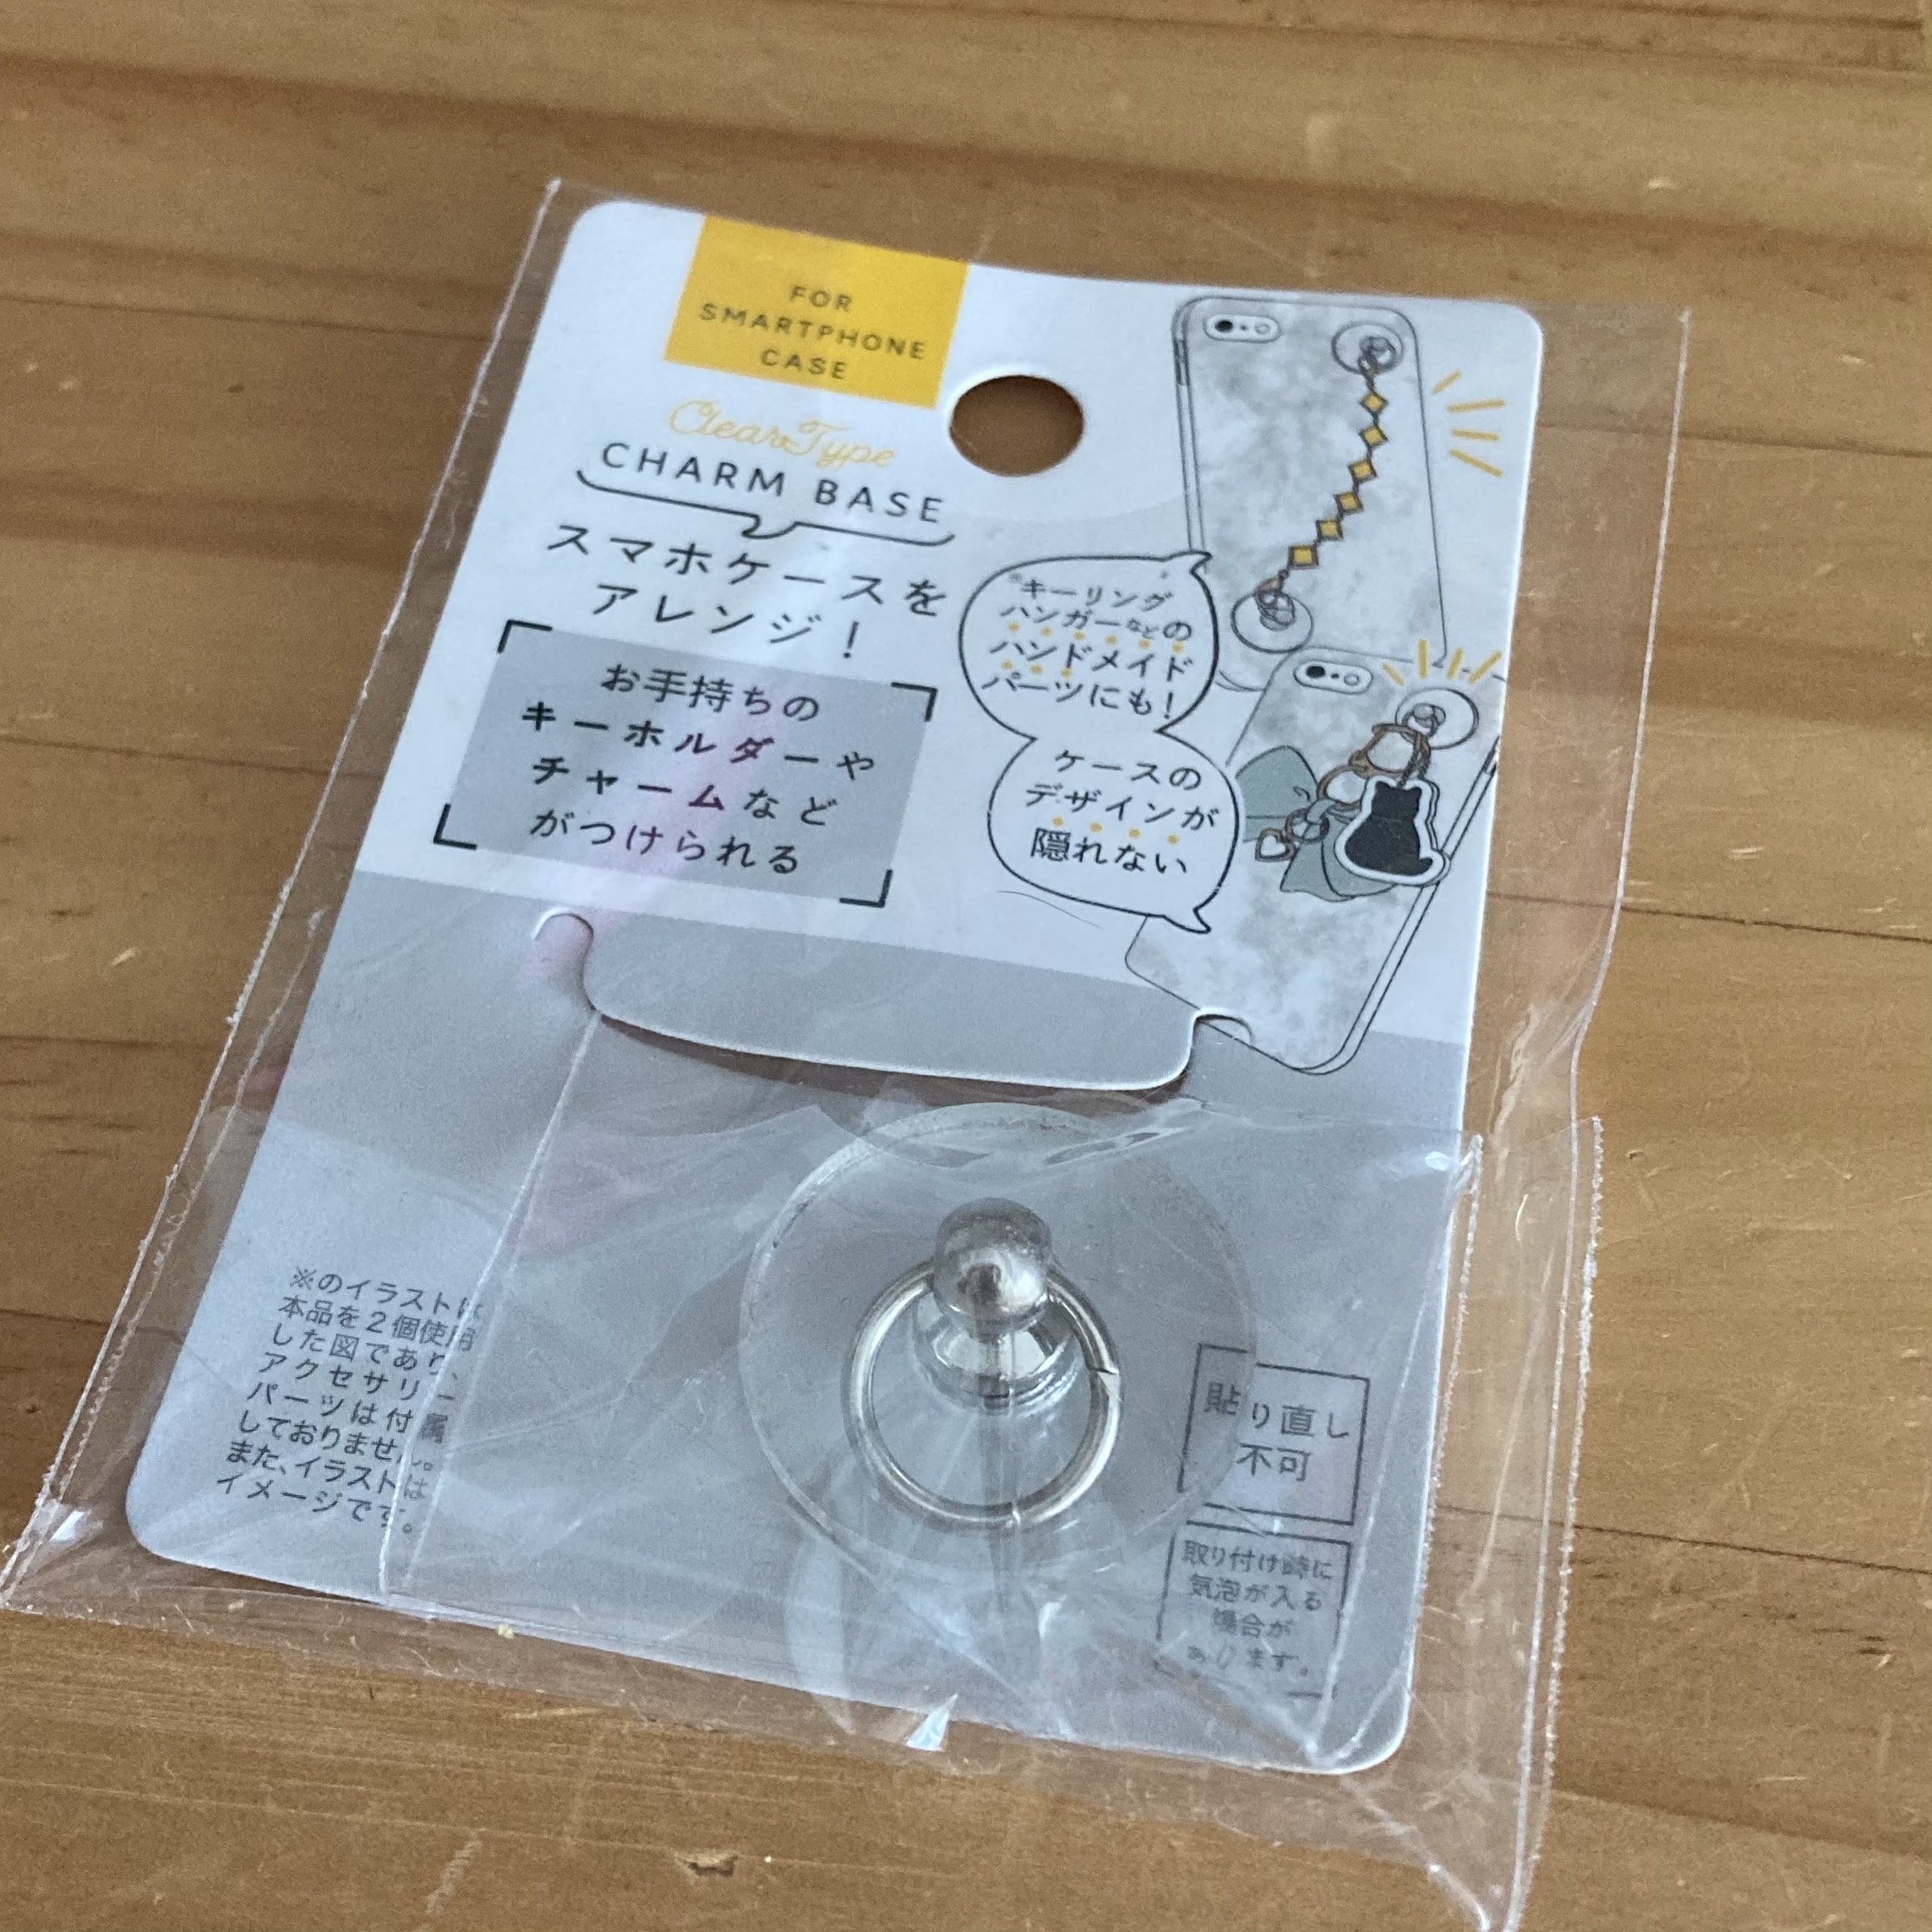 FOR
SMARTPHONE
CASE
Clear Type
CHARM BASE
スマホケースを
アレンジ！
お手持ちの
キーホルダーや
チャームなど
がつけられる
※キーリング
ハンガーなどの
ハンドメイド
パーツにも！
ケースの
デザインが
隠れない
※のイラストは
本品を2個使用
した図であり、
アクセサリー
パーツは付属
しておりません。
また、イラストは
イメージです。
貼り直し
不可
取り付け時に
気泡が入る
場合が
あります。